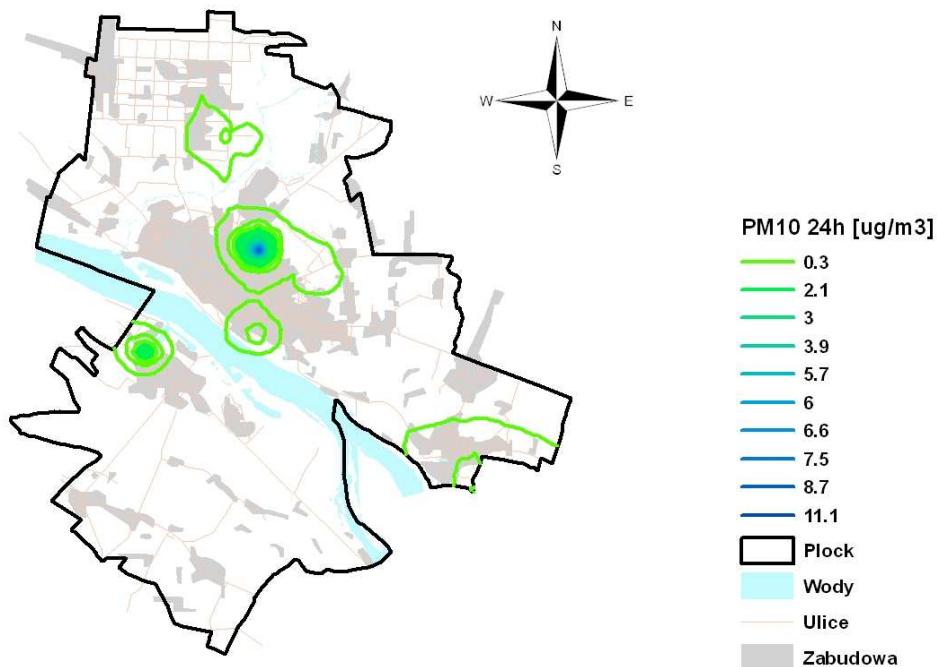 N
W E
S
PM10 24h [ug/m3]
0.3
2.1
3
3.9
5.7
6
6.6
7.5
8.7
11.1
Plock
Wody
Ulice
Zabudowa